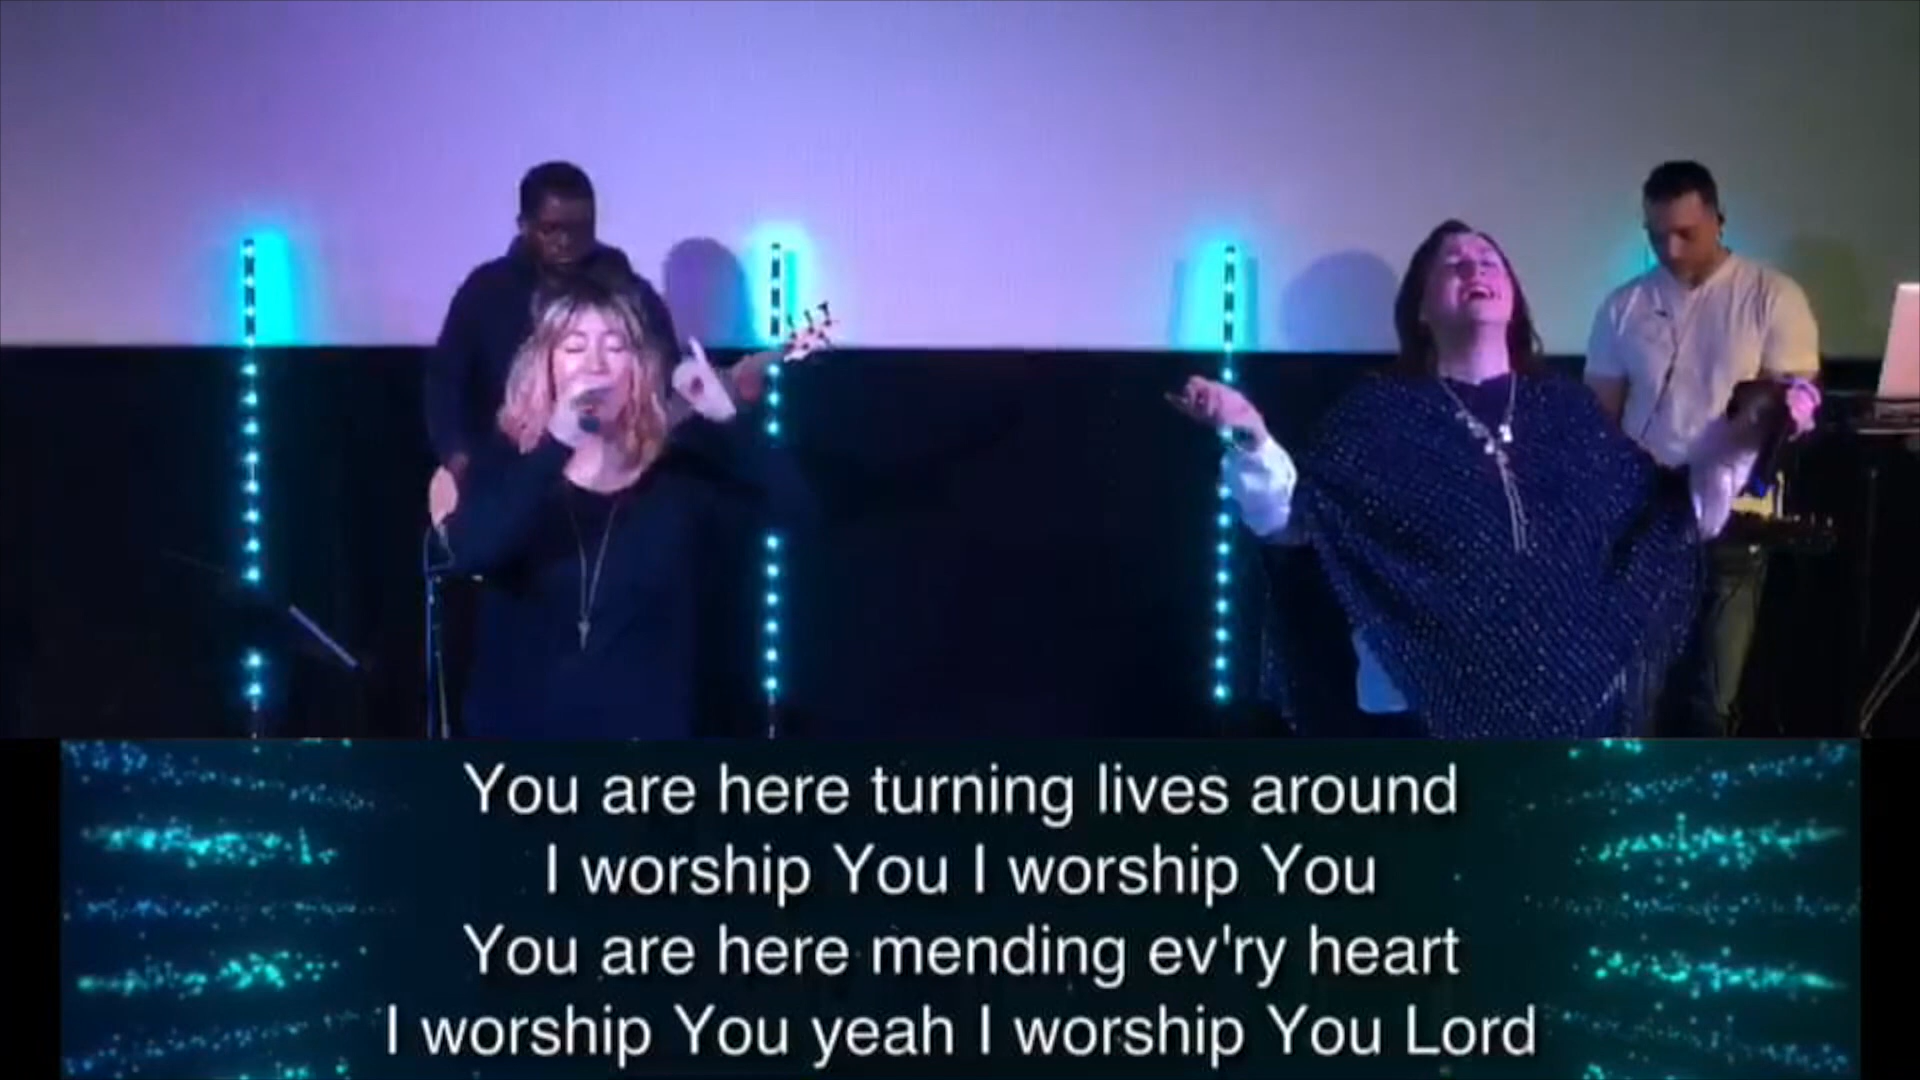 You are here turning lives around
I worship You I worship You
You are here mending ev'ry heart
I worship You yeah I worship You Lord